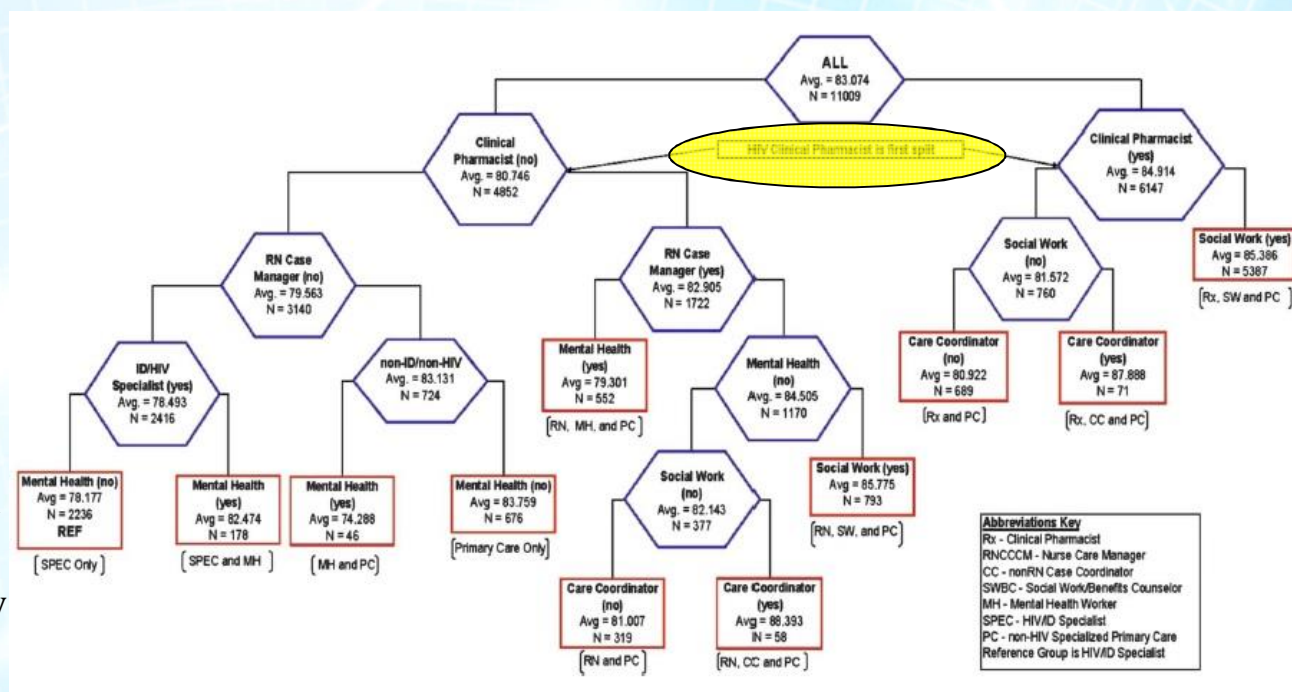 ALL
Avg. = 83.074
N = 11009
HIV Clinical Pharmacist is first split
Clinical
Pharmacist (no)
Avg. = 80.746
N = 4852
Clinical Pharmacist
(yes)
Avg. = 84.914
N = 6147
RN Case
Manager (no)
Avg. = 79.563
N = 3140
RN Case
Manager (yes)
Avg. = 82.905
N = 1722
Social Work
(no)
Avg. = 81.572
N = 760
Social Work (yes)
Avg. = 85.386
N = 5387
[Rx, SW and PC]
ID/HIV
Specialist (yes)
Avg. = 78.493
N = 2416
non-ID/non-HIV
Avg. = 83.131
N = 724
Mental Health
(yes)
Avg. = 79.301
N = 552
[RN, MH, and PC]
Mental Health
(no)
Avg. = 84.505
N = 1170
Care Coordinator
(no)
Avg. = 80.922
N = 689
[Rx and PC]
Care Coordinator
(yes)
Avg. = 87.888
N = 71
[Rx, CC and PC]
Mental Health (no)
Avg = 78.177
N = 2236
REF
[SPEC Only]
Mental Health
(yes)
Avg = 82.474
N = 178
[SPEC and MH]
Mental Health
(yes)
Avg = 74.288
N = 46
[MH and PC]
Mental Health (no)
Avg = 83.759
N = 676
[Primary Care Only]
Social Work
(no)
Avg. = 82.143
N = 377
Social Work (yes)
Avg. = 85.775
N = 793
[RN, SW, and PC]
Care Coordinator
(no)
Avg = 81.007
N = 319
[RN and PC]
Care Coordinator
(yes)
Avg = 88.393
IN = 58
[RN, CC and PC]
Abbreviations Key
Rx - Clinical Pharmacist
RNCCCM - Nurse Care Manager
CC - nonRN Case Coordinator
SWBC - Social Work/Benefits Counselor
MH - Mental Health Worker
SPEC - HIV/ID Specialist
PC - non-HIV Specialized Primary Care
Reference Group is HIV/ID Specialist